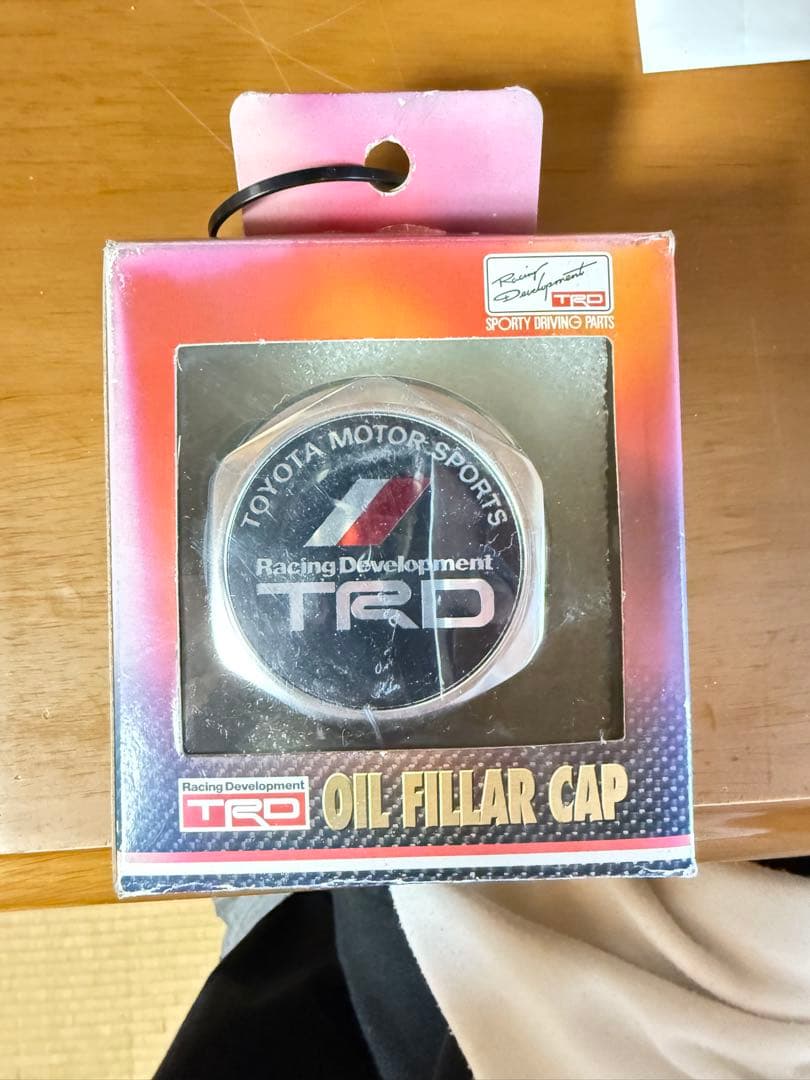 Racing
Development
TRD
SPORTY DRIVING PARTS
TOYOTA MOTOR SPORTS
Racing Development
TRD
Racing Development
TRD
OIL FILLAR CAP